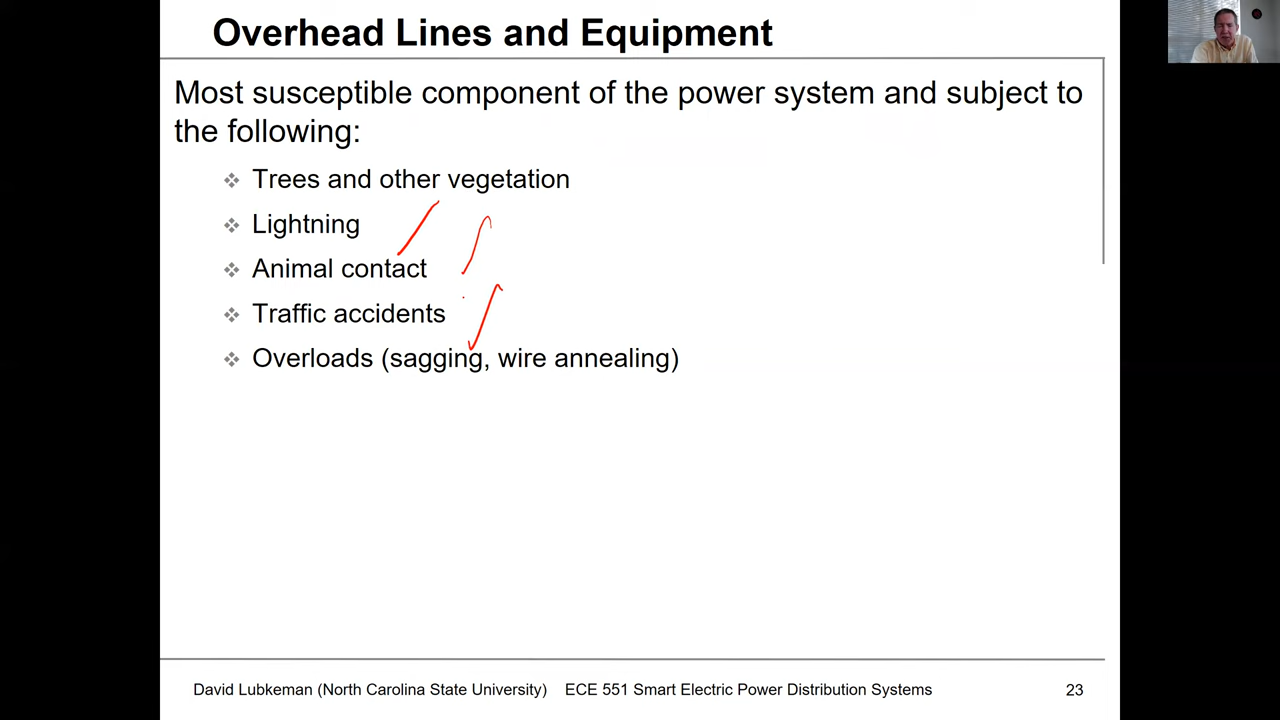 Overhead Lines and Equipment
Most susceptible component of the power system and subject to
the following:
Trees and other vegetation
Lightning
Animal contact
Traffic accidents
Overloads (sagging, wire annealing)
David Lubkeman (North Carolina State University) ECE 551 Smart Electric Power Distribution Systems 23